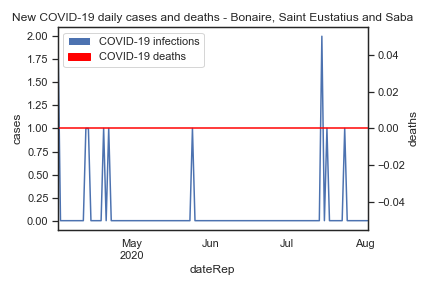 New COVID-19 daily cases and deaths - Bonaire, Saint Eustatius and Saba
COVID-19 infections
COVID-19 deaths
2.00
1.75
1.50
1.25
1.00
0.75
0.50
0.25
0.00
cases
0.04
0.02
0.00
−0.02
−0.04
deaths
May
2020
Jun
Jul
Aug
dateRep